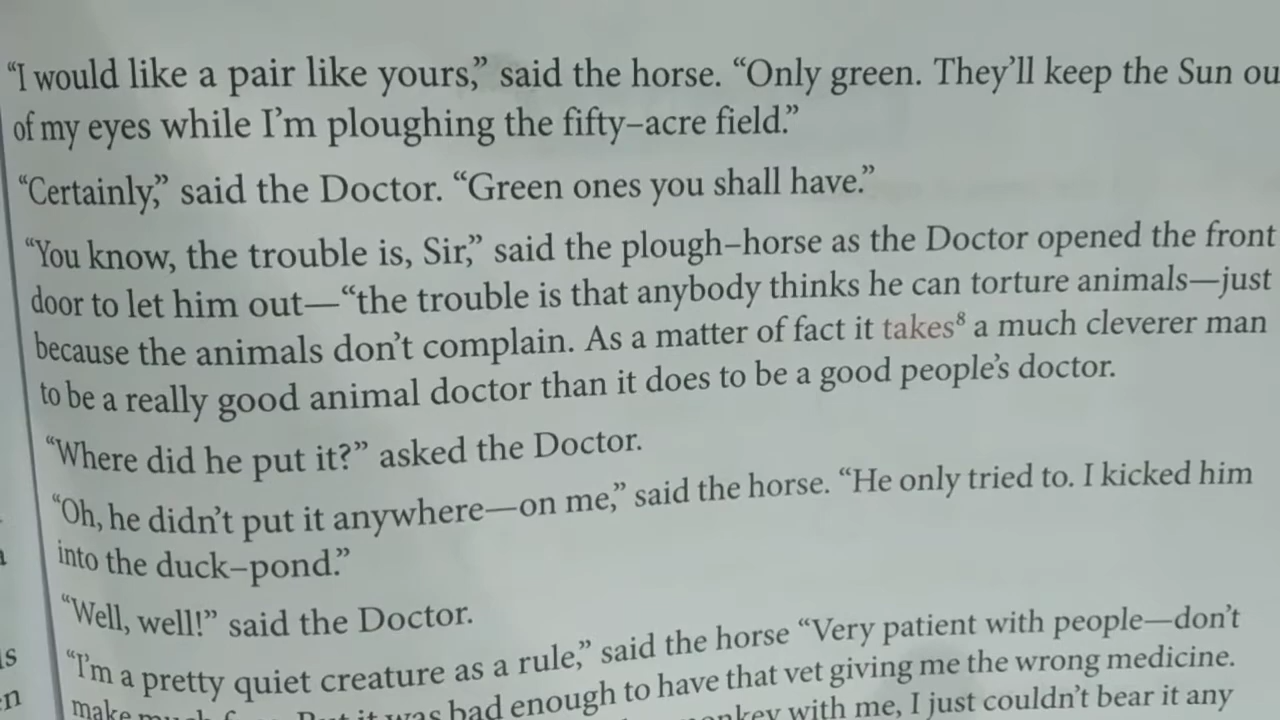 “I would like a pair like yours,” said the horse. “Only green. They’ll keep the Sun ou
of my eyes while I’m ploughing the fifty–acre field.”
“Certainly,” said the Doctor. “Green ones you shall have.”
“You know, the trouble is, Sir,” said the plough–horse as the Doctor opened the front
door to let him out—“the trouble is that anybody thinks he can torture animals—just
because the animals don’t complain. As a matter of fact it takes⁸ a much cleverer man
to be a really good animal doctor than it does to be a good people’s doctor.
“Where did he put it?” asked the Doctor.
“Oh, he didn’t put it anywhere—on me,” said the horse. “He only tried to. I kicked him
into the duck–pond.”
“Well, well!” said the Doctor.
“I’m a pretty quiet creature as a rule,” said the horse “Very patient with people—don’t
make it was bad enough to have that vet giving me the wrong medicine.
with me, I just couldn’t bear it any